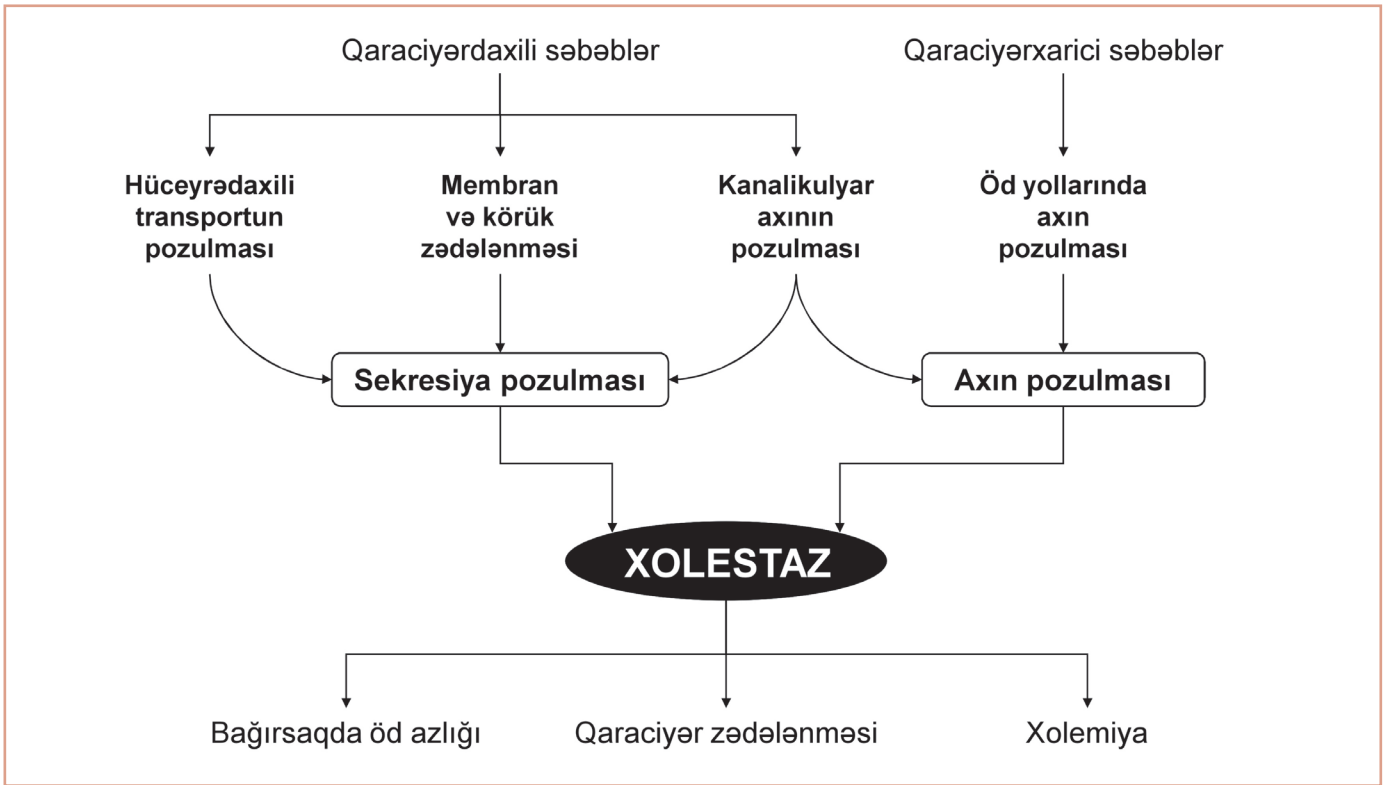 Qaraciyərdaxili səbəblər
Qaraciyərxarici səbəblər
Hüceyrədaxili
transportun
pozulması
Membran
və körük
zədələnməsi
Kanalikulyar
axının
pozulması
Öd yollarında
axın
pozulması
Sekresiya pozulması
Axın pozulması
XOLESTAZ
Bağırsaqda öd azlığı
Qaraciyər zədələnməsi
Xolemiya